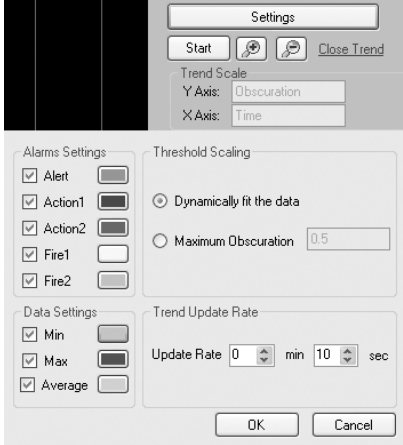 Settings
Start Close Trend
Trend Scale
Y Axis: Obscuration
X Axis: Time
Alarms Settings
Alert
Action1
Action2
Fire1
Fire2
Threshold Scaling
Dynamically fit the data
Maximum Obscuration 0.5
Data Settings
Min
Max
Average
Trend Update Rate
Update Rate 0 min 10 sec
OK Cancel